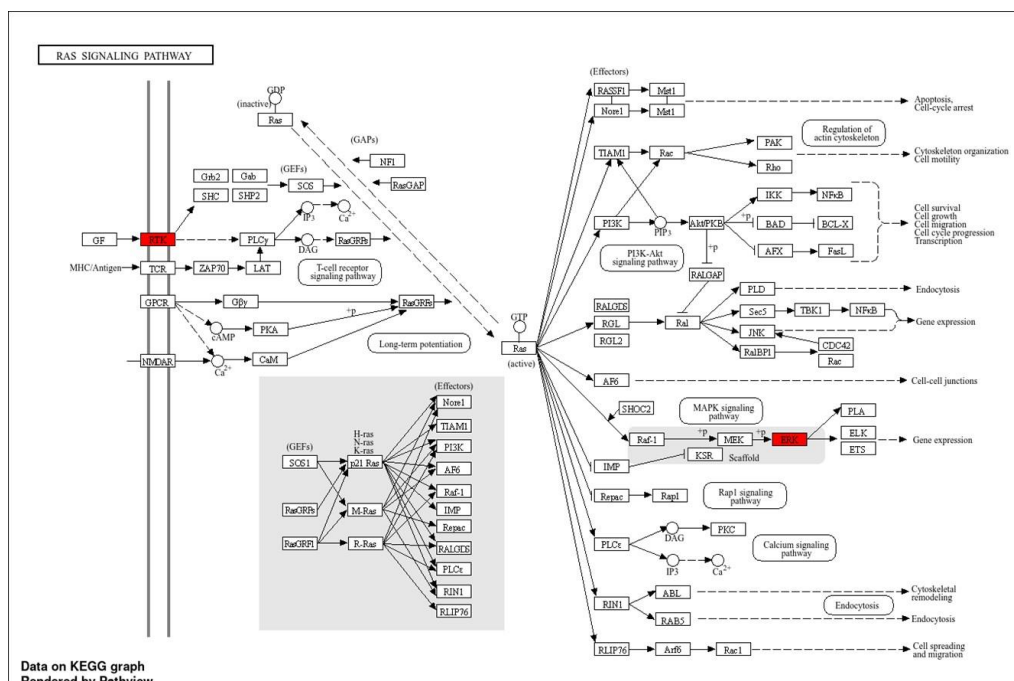 RAS SIGNALING PATHWAY
GDP
(inactive)
Ras
(GAPs)
NF1
RasGAP
Grb2
Gab
(GEFs)
SHC
SHP2
SOS
IP3
Ca2+
GF
RTK
PLCγ
DAG
RasGRPs
MHC/Antigen
TCR
ZAP70
LAT
T-cell receptor
signaling pathway
GPCR
Gβγ
RasGRFs
cAMP
PKA
+p
NMDAR
Ca2+
CaM
Long-term potentiation
GTP
Ras
(active)
(Effectors)
(GEFs)
H-ras
N-ras
K-ras
SOS1
p21 Ras
RasGRPs
M-Ras
RasGRF1
R-Ras
Nore1
TIAM1
PI3K
AF6
Raf-1
IMP
Repac
RALGDS
PLCε
RIN1
RLIP76
(Effectors)
RASSF1
Mst1
Nore1
Mst1
Apoptosis,
Cell-cycle arrest
Regulation of
actin cytoskeleton
TIAM1
Rac
PAK
Rho
Cytoskeleton organization
Cell motility
PI3K
PIP3
Akt/PKB
+p
+p
IKK
NFκB
BAD
BCL-X
AFX
FasL
Cell survival
Cell growth
Cell migration
Cell cycle progression
Transcription
PI3K-Akt
signaling pathway
RALGAP
RALGDS
RGL
RGL2
Ral
PLD
Endocytosis
Sec5
TBK1
NFκB
JNK
CDC42
RalBP1
Rac
Gene expression
AF6
Cell-cell junctions
SHOC2
MAPK signaling
pathway
Raf-1
+p
MEK
+p
ERK
PLA
ELK
ETS
Gene expression
KSR
Scaffold
IMP
Repac
Rap1
Rap1 signaling
pathway
PLCε
DAG
PKC
IP3
Ca2+
Calcium signaling
pathway
RIN1
ABL
RAB5
Endocytosis
Cytoskeletal
remodeling
Endocytosis
RLIP76
Arf6
Rac1
Cell spreading
and migration
Data on KEGG graph
Rendered by Pathview